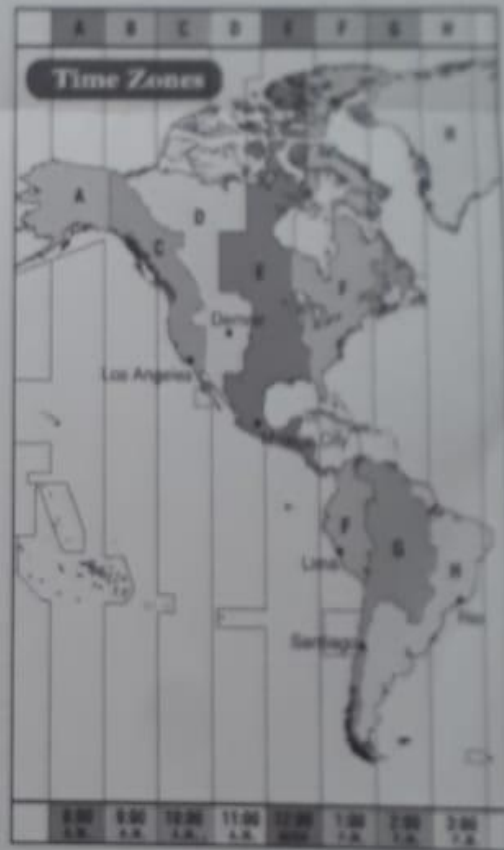 A B C D E F G H
Time Zones
H
A
D
C
E
F
Denver
Los Angeles
City
F
G
H
Lima
Rio
Santiago
8:00 9:00 10:00 11:00 12:00 1:00 2:00 3:00
A.M. A.M. A.M. A.M. P.M. P.M. P.M.